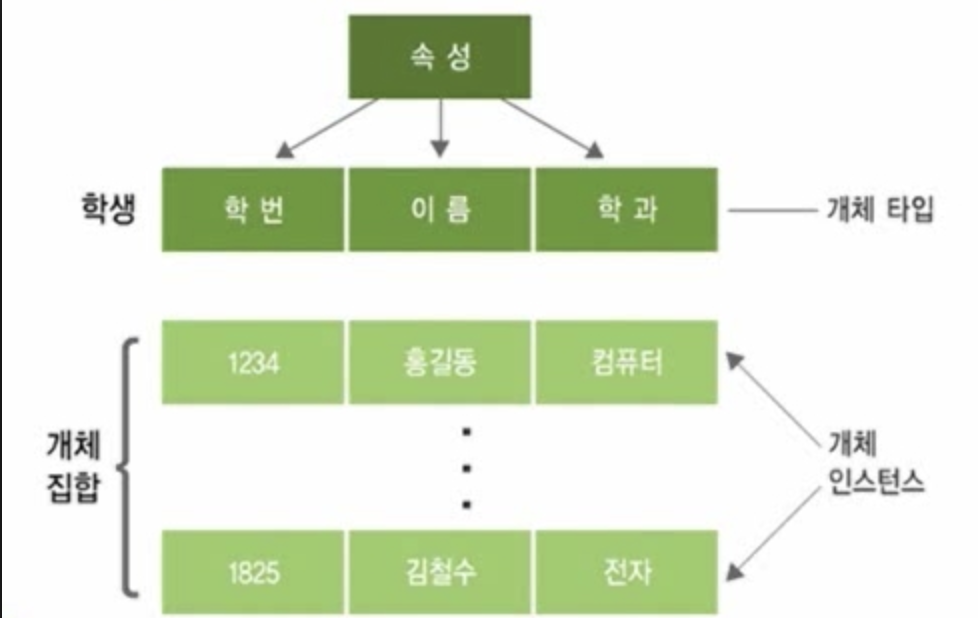 속 성
학생
학 번
이 름
학 과
개체 타입
1234
홍길동
컴퓨터
개체
집합
개체
인스턴스
1825
김철수
전자